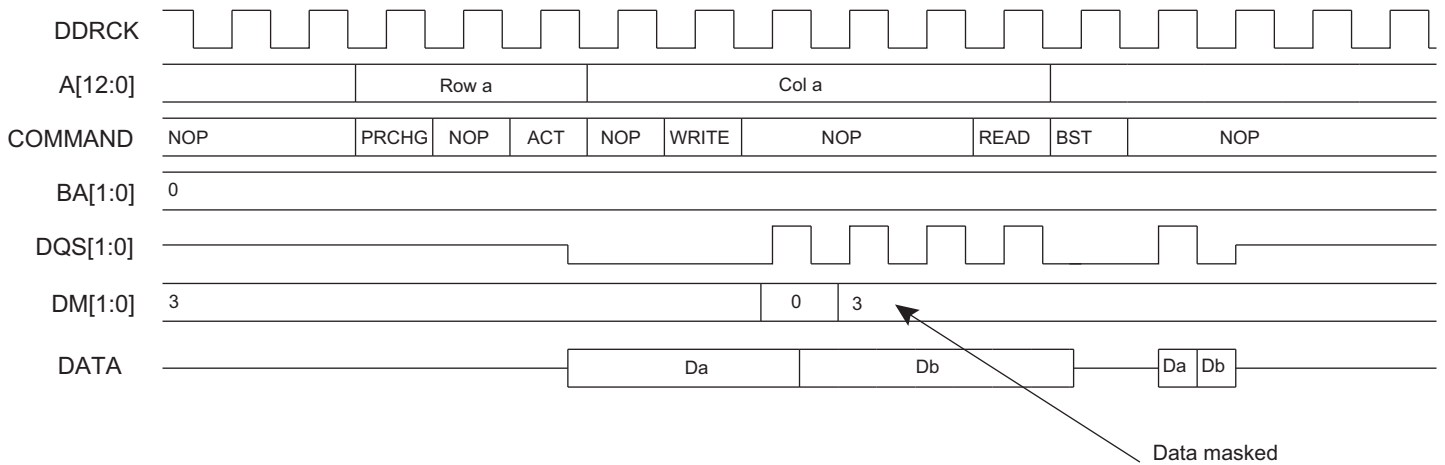 DDRCK
A[12:0] Row a Col a
COMMAND NOP PRCHG NOP ACT NOP WRITE NOP READ BST NOP
BA[1:0] 0
DQS[1:0]
DM[1:0] 3 0 3
DATA Da Db Da Db
Data masked